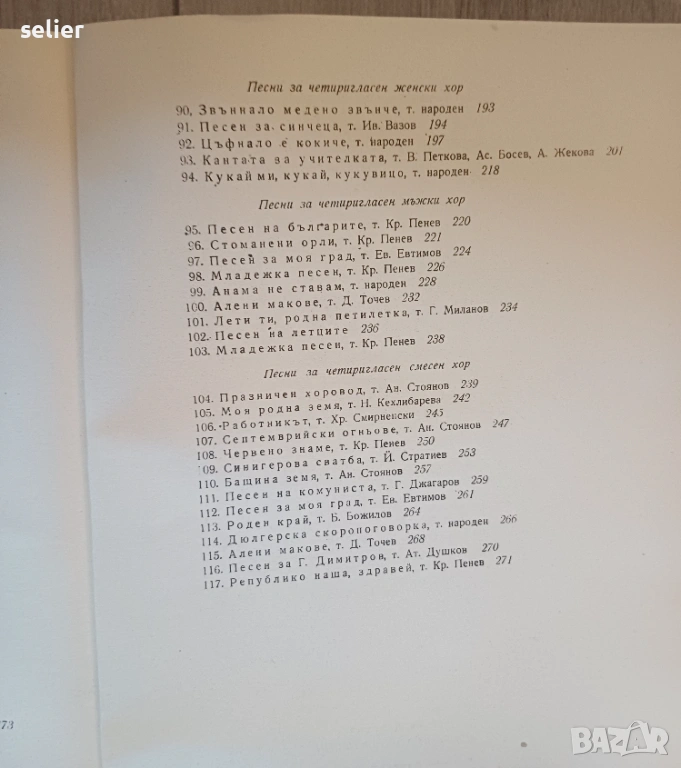 selier
Песни за четиригласен женски хор
90. Звъннало медено звънче, т. народен 193
91. Песен за синчеца, т. Ив. Вазов 194
92. Цъфнало е кокиче, т. народен 197
93. Кантата за учителката, т. В. Петкова, Ас. Босев, А. Жекова 201
94. Кукай ми, кукай, кукувицо, т. народен 218
Песни за четиригласен мъжки хор
95. Песен на българите, т. Кр. Пенев 220
96. Стоманени орли, т. Кр. Пенев 221
97. Песен за моя град, т. Ев. Евтимов 224
98. Младежка песен, т. Кр. Пенев 226
99. Анама не ставам, т. народен 228
100. Алени макове, т. Д. Точев 232
101. Лети ти, родна петилетка, т. Г. Миланов 234
102. Песен на летците 236
103. Младежка песен, т. Кр. Пенев 238
Песни за четиригласен смесен хор
104. Празничен хоровод, т. Ан. Стоянов 239
105. Моя родна земя, т. Н. Кехлибарева 242
106. Работникът, т. Хр. Смирненски 245
107. Септемврийски огньове, т. Ан. Стоянов 247
108. Червено знаме, т. Кр. Пенев 250
109. Синигерова сватба, т. Й. Стратиев 253
110. Бащина земя, т. Ан. Стоянов 257
111. Песен на комуниста, т. Г. Джагаров 259
112. Песен за моя град, т. Ев. Евтимов 261
113. Роден край, т. Б. Божилов 264
114. Дюлгерска скоропоговорка, т. народен 266
115. Алени макове, т. Д. Точев 268
116. Песен за Г. Димитров, т. Ат. Душков 270
117. Републико наша, здравей, т. Кр. Пенев 271
73
BAZAR